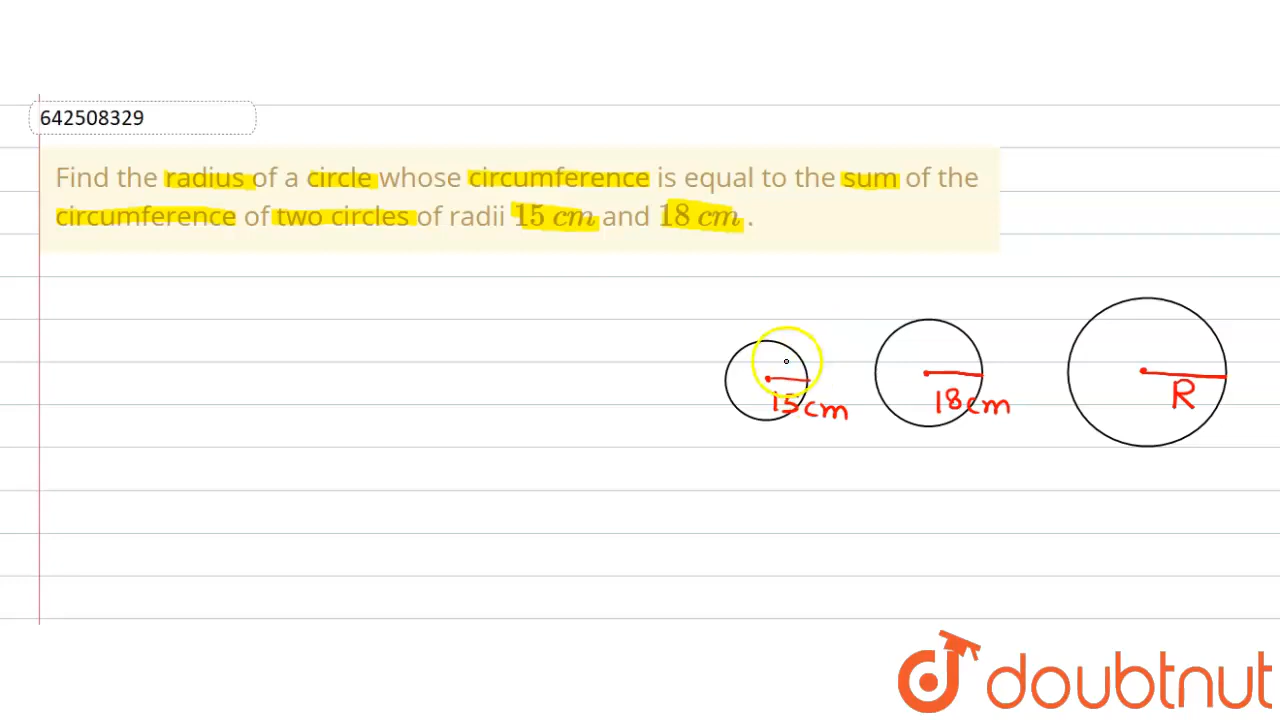 642508329
Find the radius of a circle whose circumference is equal to the sum of the
circumference of two circles of radii 15 cm and 18 cm .
15cm
18cm
R
doubtnut